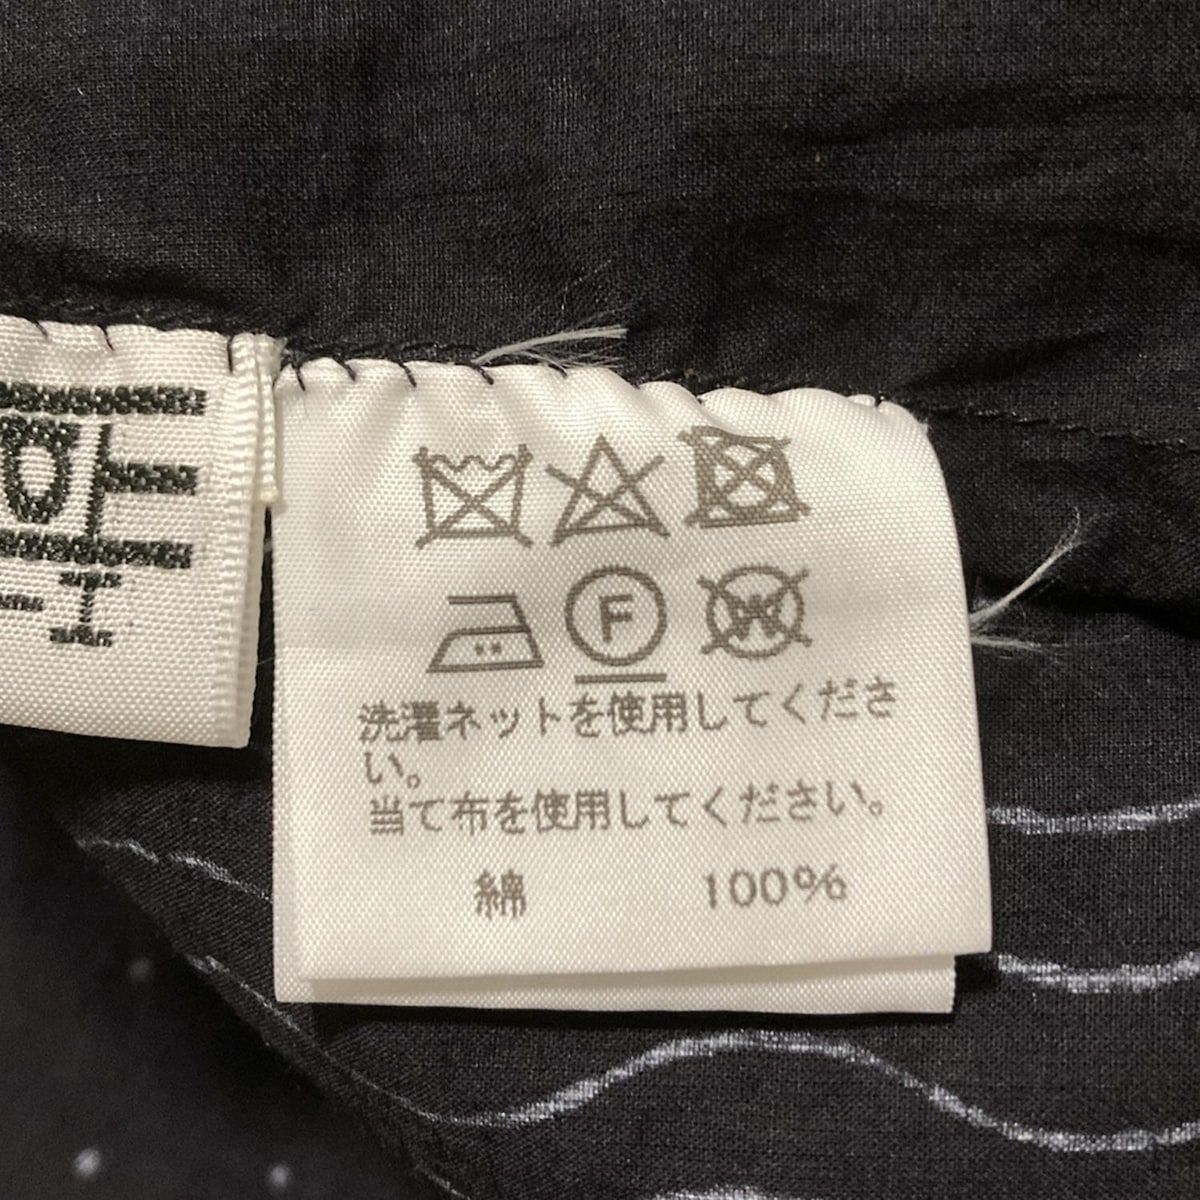 F
W
洗濯ネットを使用してくださ
い。
当て布を使用してください。
綿 100%